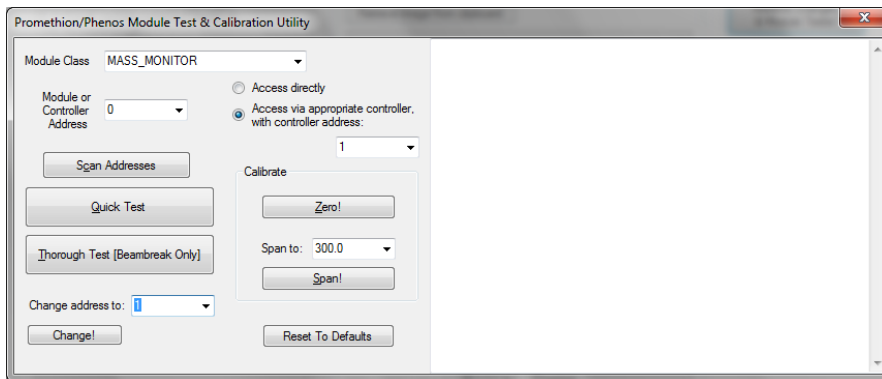 Promethion/Phenos Module Test & Calibration Utility
Module Class
MASS_MONITOR
Module or
Controller
Address
0
Access directly
Access via appropriate controller,
with controller address:
1
Scan Addresses
Quick Test
Thorough Test [Beambreak Only]
Calibrate
Zero!
Span to:
300.0
Span!
Change address to:
1
Change!
Reset To Defaults